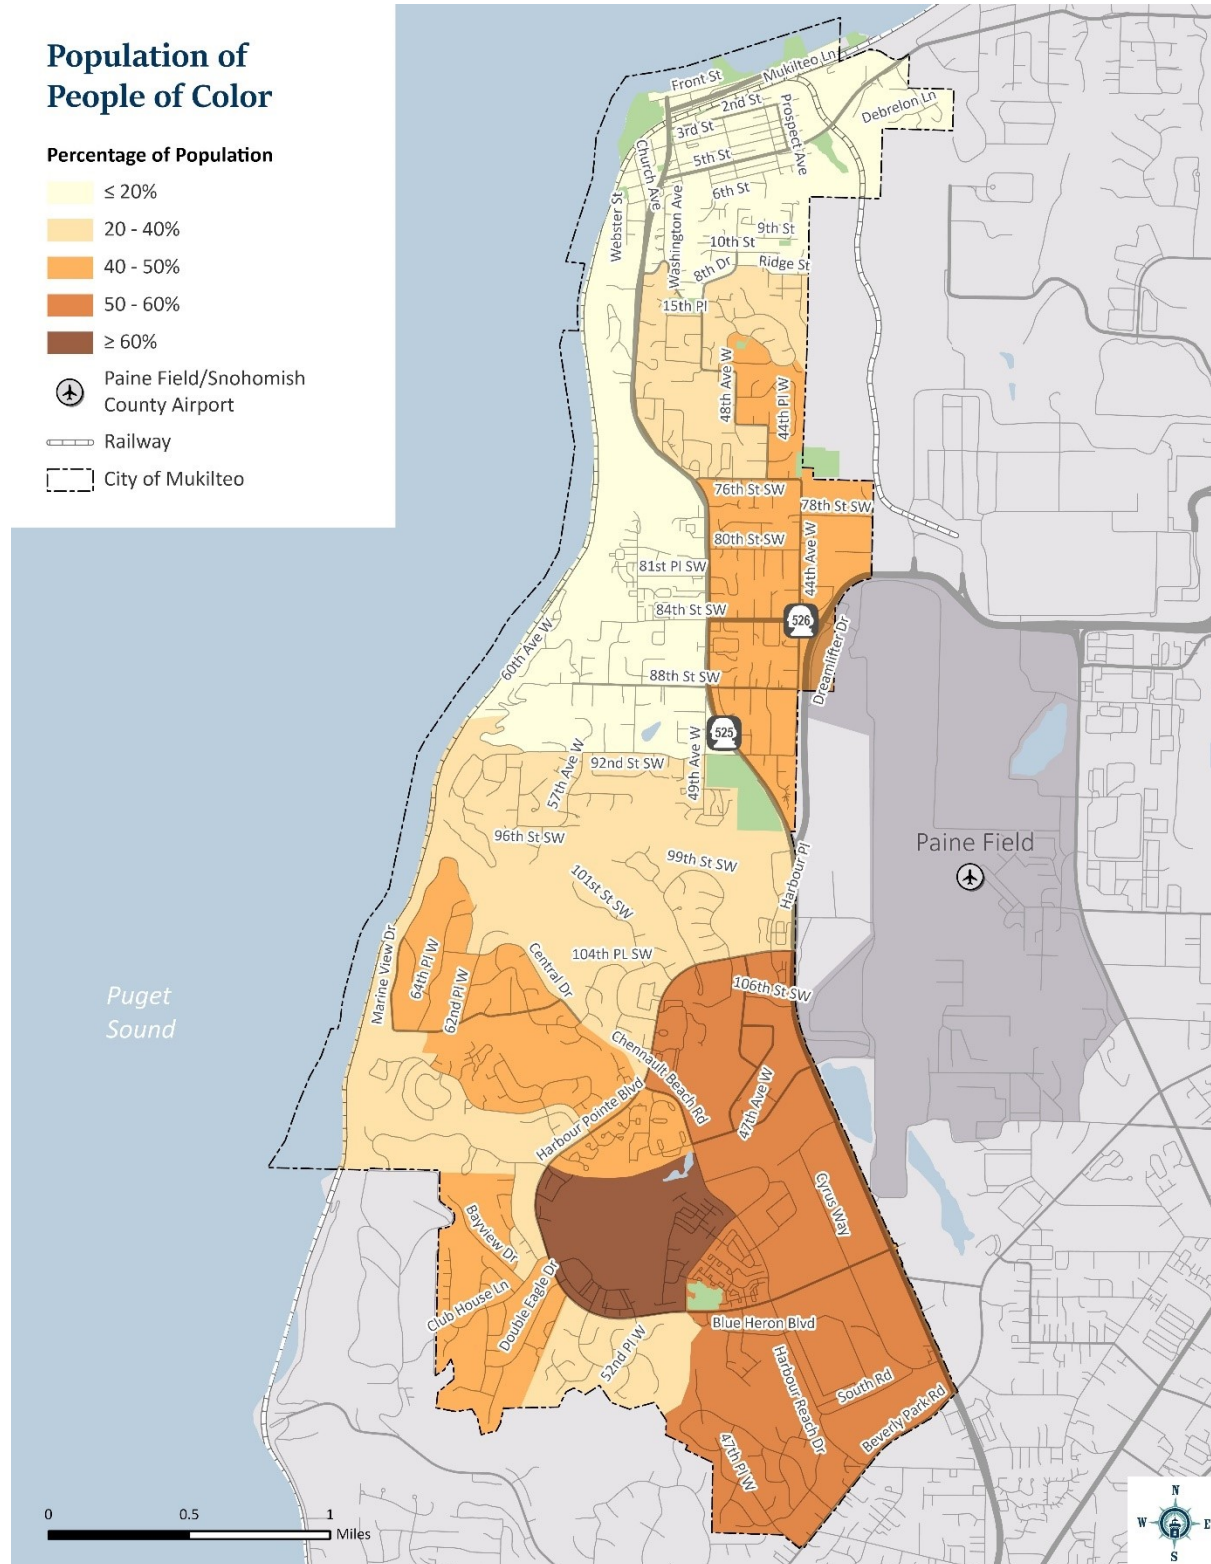 Population of
People of Color
Percentage of Population
≤ 20%
20 - 40%
40 - 50%
50 - 60%
≥ 60%
Paine Field/Snohomish
County Airport
Railway
City of Mukilteo
Front St
Mukilteo Ln
2nd St
Prospect Ave
Debrelon Ln
3rd St
Church Ave
5th St
6th St
Webster St
Washington Ave
9th St
10th St
8th Dr
Ridge St
15th Pl
48th Ave W
44th Pl W
76th St SW
78th St SW
80th St SW
44th Ave W
81st Pl SW
84th St SW
526
60th Ave W
Dreamlifter Dr
88th St SW
525
57th Ave W
92nd St SW
49th Ave W
96th St SW
99th St SW
Harbour Pl
Paine Field
101st St SW
Marine View Dr
64th Pl W
62nd Pl W
Central Dr
104th PL SW
106th St SW
Puget
Sound
Chennault Beach Rd
Harbour Pointe Blvd
47th Ave W
Cyrus Way
Bayview Dr
Club House Ln
Double Eagle Dr
52nd Pl W
Blue Heron Blvd
Harbour Reach Dr
South Rd
Beverly Park Rd
47th Pl W
0 0.5 1
Miles
N
W E
S